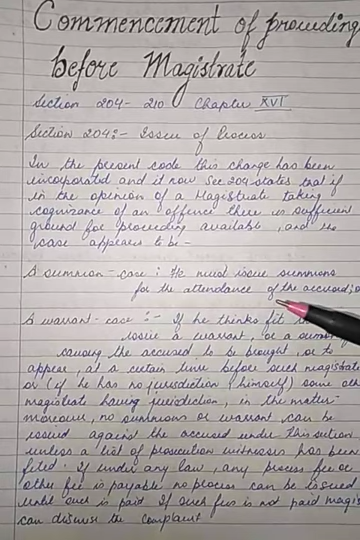 Commencement of proceeding
before Magistrate
Section 204 - 210 Chapter XVI
Section 204:- Issue of Process
In the present code this change has been
incorporated and it now Sec 204 states that if
in the opinion of a Magistrate taking
cognizance of an offence there is sufficient
ground for proceeding available, and the
case appears to be -
A summon-case : He must issue summons
for the attendance of the accused; or
A warrant-case :- If he thinks fit
issue a warrant, or a
causing the accused to be brought, or to
appear, at a certain time before such magistrate
or (if he has no jurisdiction himself) some other
magistrate having jurisdiction, in the matter
moreover, no summons or warrant can be
issued against the accused under this section
unless a list of prosecution witnesses has been
filed. If under any law, any process fee or
other fee is payable no process can be issued
until such is paid If such fees is not paid magis
can dismiss the complaint